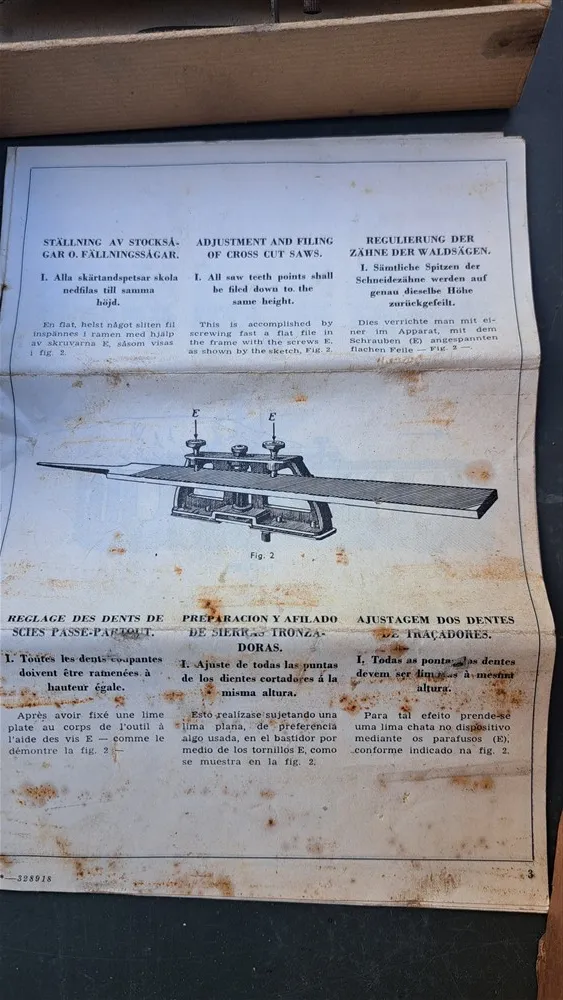 STÄLLNING AV STOCKSÅ-
GAR O. FÄLLNINGSSÅGAR.
1. Alla skärtandspetsar skola
nedfilas till samma
höjd.
En flat, helst något sliten fil
inspännes i ramen med hjälp
av skruvarna E, såsom visas
i fig. 2.
ADJUSTMENT AND FILING
OF CROSS CUT SAWS.
1. All saw teeth points shall
be filed down to the
same height.
This is accomplished by
screwing fast a flat file in
the frame with the screws E,
as shown by the sketch, Fig. 2.
REGULIERUNG DER
ZÄHNE DER WALDSÄGEN.
1. Sämtliche Spitzen der
Schneidezähne werden auf
genau dieselbe Höhe
zurückgefeilt.
Dies verrichte man mit ei-
ner im Apparat, mit dem
Schrauben (E) angespannten
flachen Feile — Fig. 2 —.
E
E
Fig. 2
REGLAGE DES DENTS DE
SCIES PASSE-PARTOUT.
1. Toutes les dents coupantes
doivent être ramenées à
hauteur égale.
Après avoir fixé une lime
plate au corps de l'outil à
l'aide des vis E — comme le
démontre la fig. 2 —
PREPARACION Y AFILADO
DE SIERRAS TRONZA-
DORAS.
1. Ajuste de todas las puntas
de los dientes cortadores á la
misma altura.
Esto realízase sujetando una
lima plana, de preferencia
algo usada, en el bastidor por
medio de los tornillos E, como
se muestra en la fig. 2.
AJUSTAGEM DOS DENTES
DE TRAÇADORES.
1. Todas as pontas das dentes
devem ser limadas à mesma
altura.
Para tal efeito prende-se
uma lima chata no dispositivo
mediante os parafusos (E),
conforme indicado na fig. 2.
—328918
3